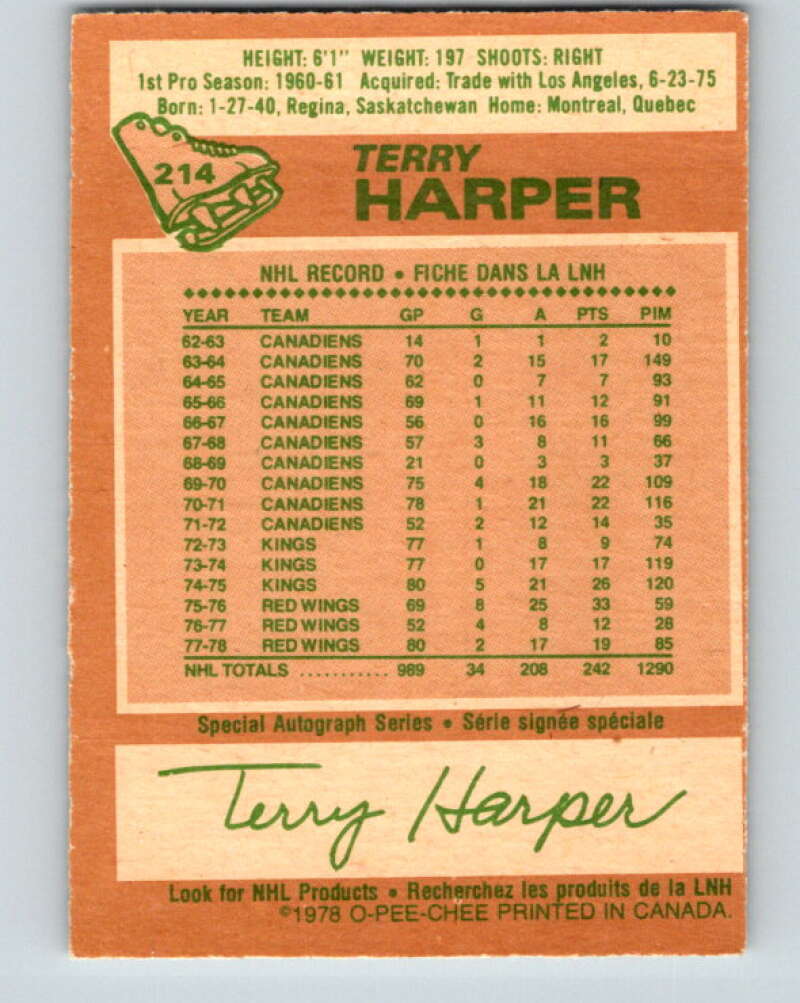 HEIGHT: 6'1" WEIGHT: 197 SHOOTS: RIGHT
1st Pro Season: 1960-61 Acquired: Trade with Los Angeles, 6-23-75
Born: 1-27-40, Regina, Saskatchewan Home: Montreal, Quebec
214
TERRY
HARPER
NHL RECORD • FICHE DANS LA LNH
YEAR TEAM GP G A PTS PIM
62-63 CANADIENS 14 1 1 2 10
63-64 CANADIENS 70 2 15 17 149
64-65 CANADIENS 62 0 7 7 93
65-66 CANADIENS 69 1 11 12 91
66-67 CANADIENS 56 0 16 16 99
67-68 CANADIENS 57 3 8 11 66
68-69 CANADIENS 21 0 3 3 37
69-70 CANADIENS 75 4 18 22 109
70-71 CANADIENS 78 1 21 22 116
71-72 CANADIENS 52 2 12 14 35
72-73 KINGS 77 1 8 9 74
73-74 KINGS 77 0 17 17 119
74-75 KINGS 80 5 21 26 120
75-76 RED WINGS 69 8 25 33 59
76-77 RED WINGS 52 4 8 12 28
77-78 RED WINGS 80 2 17 19 85
NHL TOTALS ........... 989 34 208 242 1290
Special Autograph Series • Série signée spéciale
Terry Harper
Look for NHL Products • Recherchez les produits de la LNH
©1978 O-PEE-CHEE PRINTED IN CANADA.